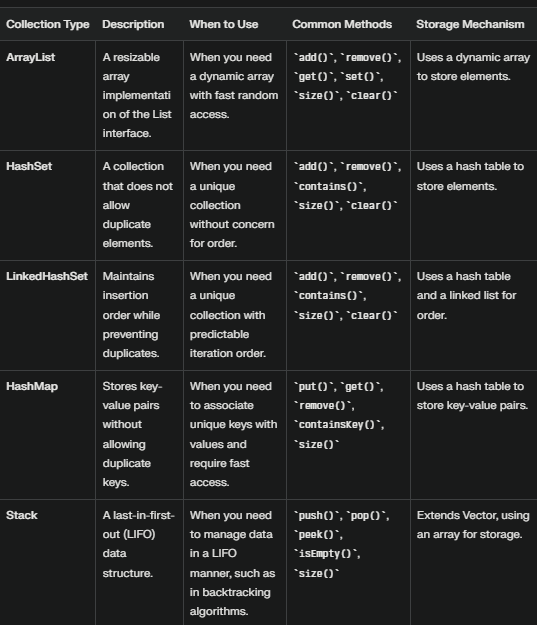 Collection Type Description When to Use Common Methods Storage Mechanism
ArrayList
A resizable
array
implementati
on of the List
interface.
When you need
a dynamic array
with fast random
access.
`add()`, `remove()`,
`get()`, `set()`,
`size()`, `clear()`
Uses a dynamic array
to store elements.
HashSet
A collection
that does not
allow
duplicate
elements.
When you need
a unique
collection
without concern
for order.
`add()`, `remove()`,
`contains()`,
`size()`, `clear()`
Uses a hash table to
store elements.
LinkedHashSet
Maintains
insertion
order while
preventing
duplicates.
When you need
a unique
collection with
predictable
iteration order.
`add()`, `remove()`,
`contains()`,
`size()`, `clear()`
Uses a hash table
and a linked list for
order.
HashMap
Stores key-
value pairs
without
allowing
duplicate
keys.
When you need
to associate
unique keys with
values and
require fast
access.
`put()`, `get()`,
`remove()`,
`containsKey()`,
`size()`
Uses a hash table to
store key-value pairs.
Stack
A last-in-first-
out (LIFO)
data
structure.
When you need
to manage data
in a LIFO
manner, such as
in backtracking
algorithms.
`push()`, `pop()`,
`peek()`,
`isEmpty()`,
`size()`
Extends Vector, using
an array for storage.